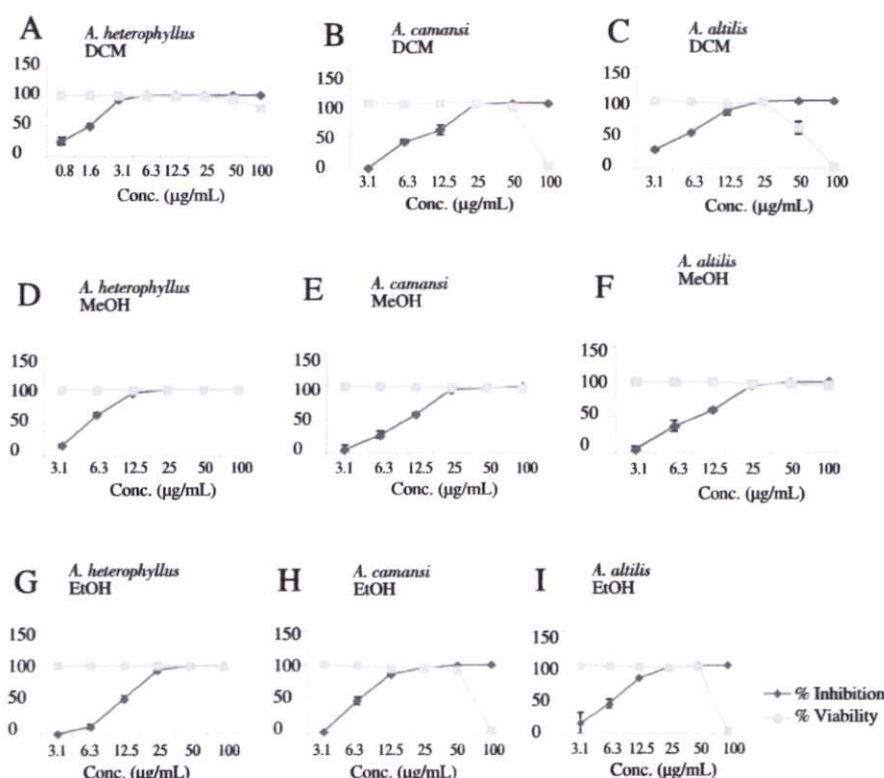 A
A. heterophyllus
DCM
150
100
50
0
0.8 1.6 3.1 6.3 12.5 25 50 100
Conc. (µg/mL)
B
A. camansi
DCM
150
100
50
0
3.1 6.3 12.5 25 50 100
Conc. (µg/mL)
C
A. altilis
DCM
150
100
50
0
3.1 6.3 12.5 25 50 100
Conc. (µg/mL)
D
A. heterophyllus
MeOH
150
100
50
0
3.1 6.3 12.5 25 50 100
Conc. (µg/mL)
E
A. camansi
MeOH
150
100
50
0
3.1 6.3 12.5 25 50 100
Conc. (µg/mL)
F
A. altilis
MeOH
150
100
50
0
3.1 6.3 12.5 25 50 100
Conc. (µg/mL)
G
A. heterophyllus
EtOH
150
100
50
0
3.1 6.3 12.5 25 50 100
Conc. (µg/mL)
H
A. camansi
EtOH
150
100
50
0
3.1 6.3 12.5 25 50 100
Conc. (µg/mL)
I
A. altilis
EtOH
150
100
50
0
3.1 6.3 12.5 25 50 100
Conc. (µg/mL)
% Inhibition
% Viability